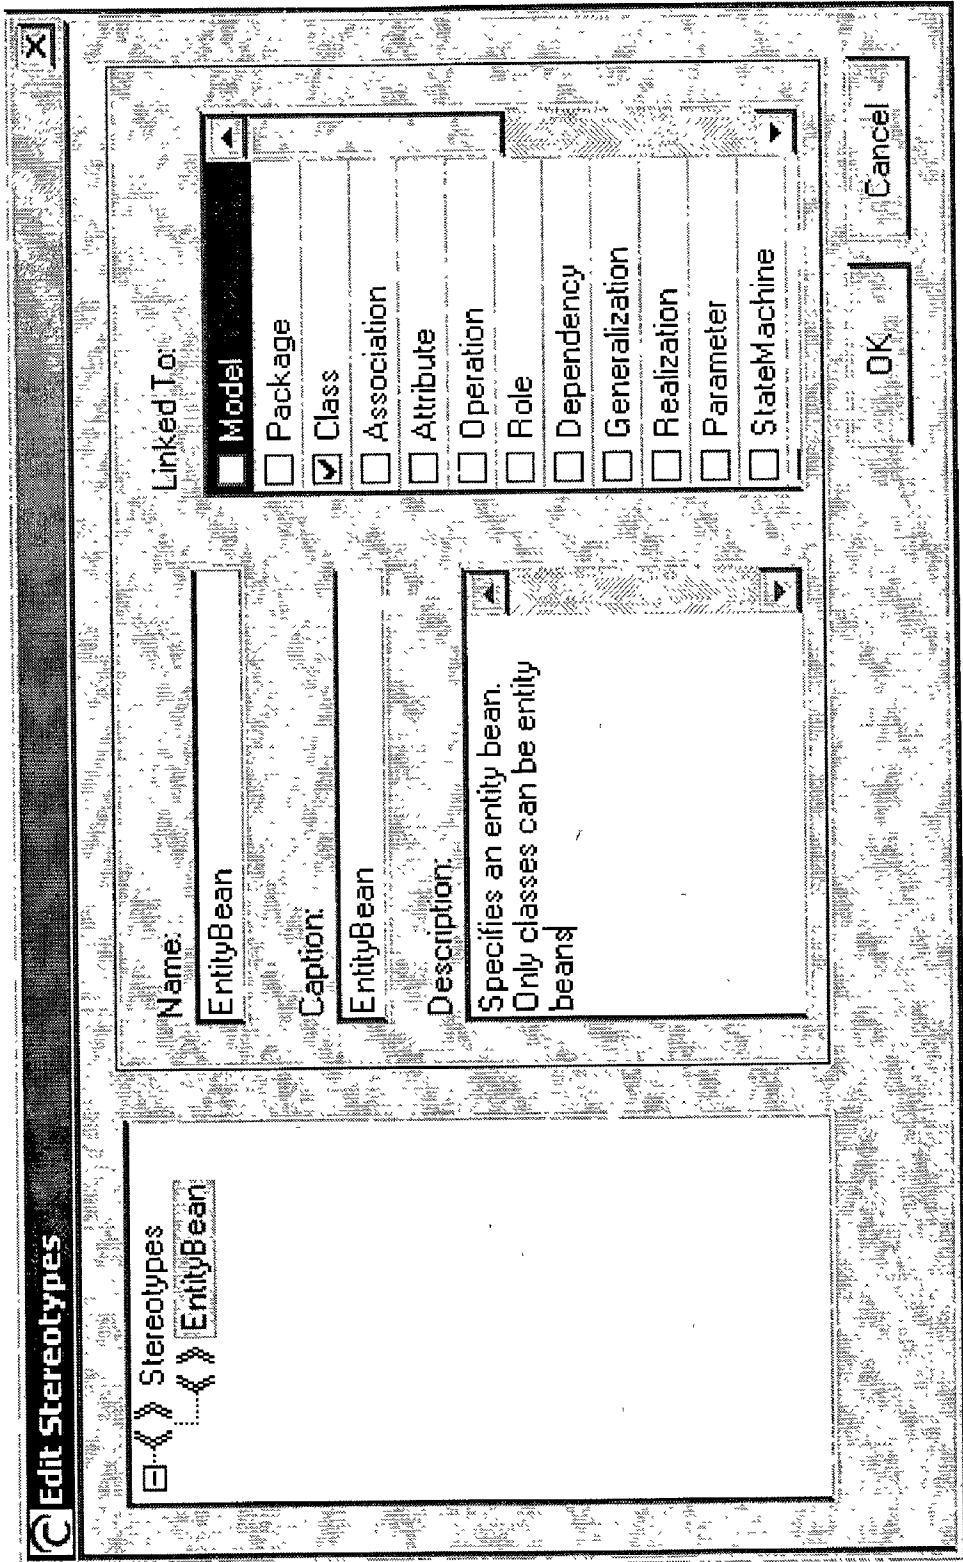 Edit Stereotypes
Stereotypes
EntityBean
Name:
EntityBean
Caption:
EntityBean
Description:
Specifies an entity bean.
Only classes can be entity
beans
Linked To:
Model
Package
Class
Association
Attribute
Operation
Role
Dependency
Generalization
Realization
Parameter
StateMachine
OK
Cancel